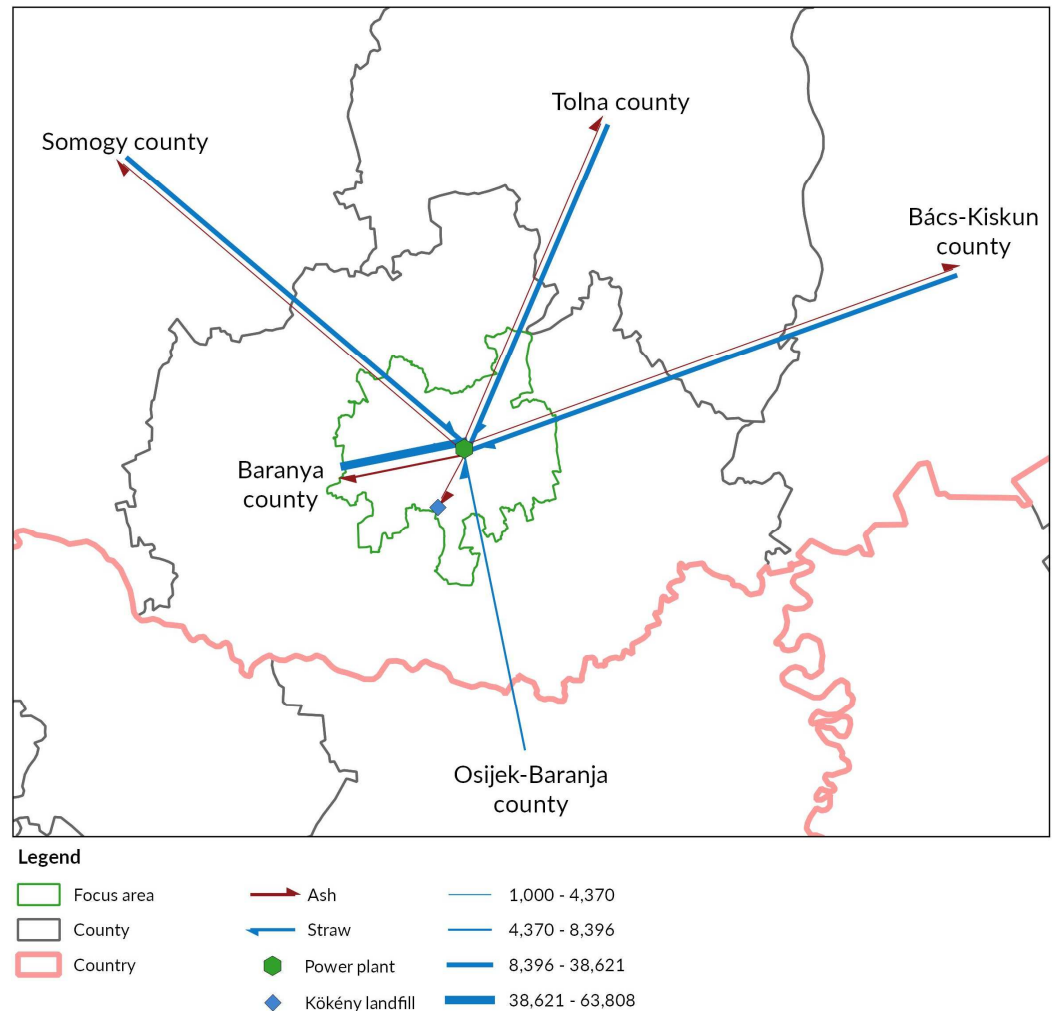 Tolna county
Somogy county
Bács-Kiskun
county
Baranya
county
Osijek-Baranja
county
Legend
Focus area
County
Country
Ash
Straw
Power plant
Kökény landfill
1,000 - 4,370
4,370 - 8,396
8,396 - 38,621
38,621 - 63,808